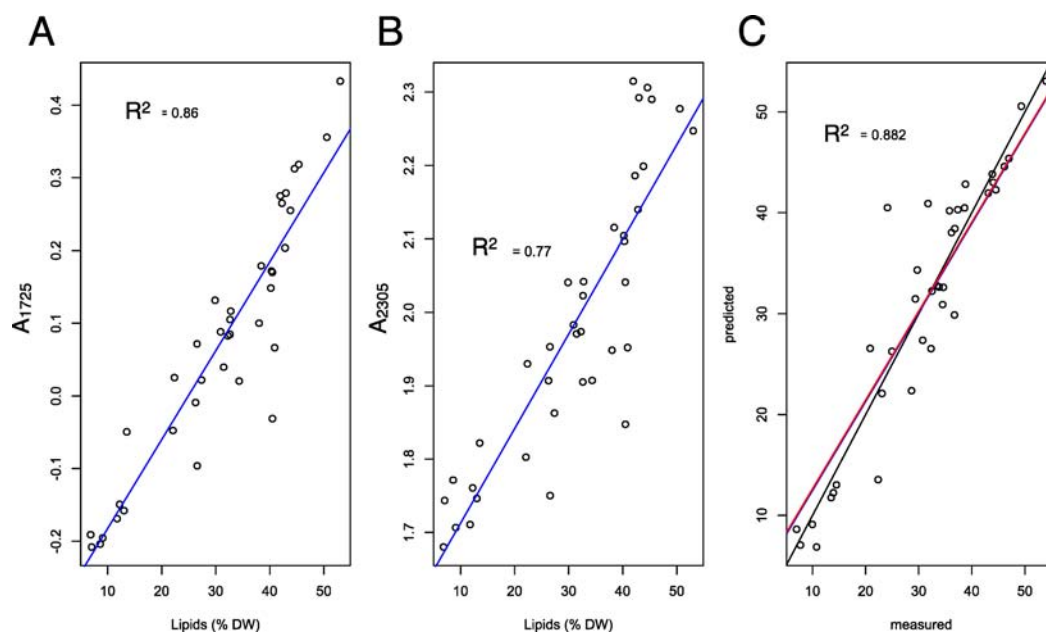 A
R² = 0.86
A1725
0.4
0.3
0.2
0.1
0.0
-0.1
-0.2
10 20 30 40 50
Lipids (% DW)
B
R² = 0.77
A2305
2.3
2.2
2.1
2.0
1.9
1.8
1.7
10 20 30 40 50
Lipids (% DW)
C
R² = 0.882
predicted
50
40
30
20
10
10 20 30 40 50
measured